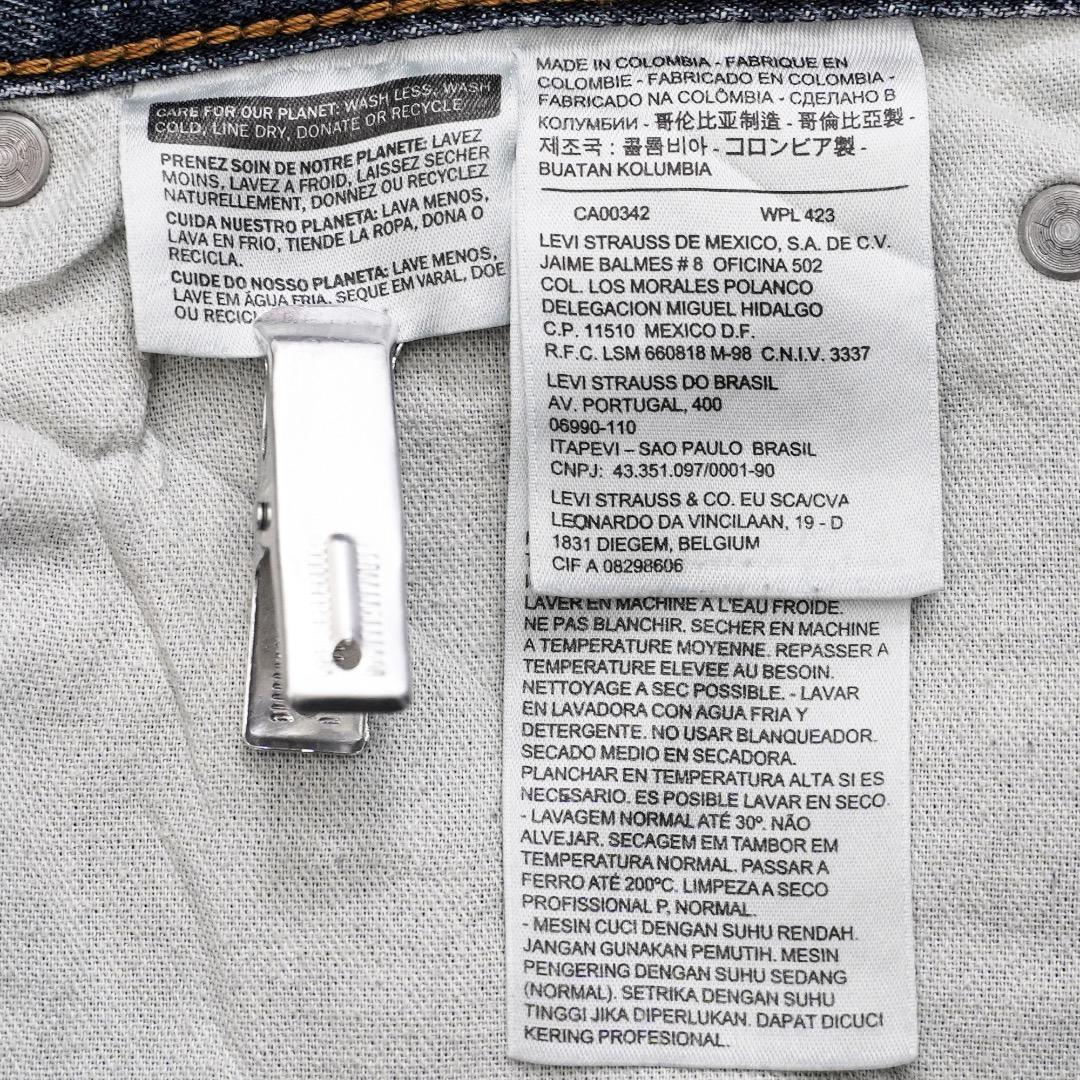 CARE FOR OUR PLANET: WASH LESS, WASH
COLD, LINE DRY, DONATE OR RECYCLE.
PRENEZ SOIN DE NOTRE PLANETE: LAVEZ
MOINS, LAVEZ A FROID, LAISSEZ SECHER
NATURELLEMENT, DONNEZ OU RECYCLEZ
CUIDA NUESTRO PLANETA: LAVA MENOS,
LAVA EN FRIO, TIENDE LA ROPA, DONA O
RECICLA.
CUIDE DO NOSSO PLANETA: LAVE MENOS,
LAVE EM ÁGUA FRIA, SEQUE EM VARAL, DOE
OU
MADE IN COLOMBIA - FABRIQUE EN
COLOMBIE - FABRICADO EN COLOMBIA -
FABRICADO NA COLÔMBIA - СДЕЛАНО В
КОЛУМБИИ - 哥伦比亚制造 - 哥倫比亞製 -
제조국 : 콜롬비아 - コロンビア製 -
BUATAN KOLUMBIA
CA00342 WPL 423
LEVI STRAUSS DE MEXICO, S.A. DE C.V.
JAIME BALMES # 8 OFICINA 502
COL. LOS MORALES POLANCO
DELEGACION MIGUEL HIDALGO
C.P. 11510 MEXICO D.F.
R.F.C. LSM 660818 M-98 C.N.I.V. 3337
LEVI STRAUSS DO BRASIL
AV. PORTUGAL, 400
06990-110
ITAPEVI – SAO PAULO BRASIL
CNPJ: 43.351.097/0001-90
LEVI STRAUSS & CO. EU SCA/CVA
LEONARDO DA VINCILAAN, 19 - D
1831 DIEGEM, BELGIUM
CIF A 08298606
LAVER EN MACHINE A L'EAU FROIDE.
NE PAS BLANCHIR. SECHER EN MACHINE
A TEMPERATURE MOYENNE. REPASSER A
TEMPERATURE ELEVEE AU BESOIN.
NETTOYAGE A SEC POSSIBLE. - LAVAR
EN LAVADORA CON AGUA FRIA Y
DETERGENTE. NO USAR BLANQUEADOR.
SECADO MEDIO EN SECADORA.
PLANCHAR EN TEMPERATURA ALTA SI ES
NECESARIO. ES POSIBLE LAVAR EN SECO.
- LAVAGEM NORMAL ATÉ 30º. NÃO
ALVEJAR. SECAGEM EM TAMBOR EM
TEMPERATURA NORMAL. PASSAR A
FERRO ATÉ 200ºC. LIMPEZA A SECO
PROFISSIONAL P, NORMAL.
- MESIN CUCI DENGAN SUHU RENDAH.
JANGAN GUNAKAN PEMUTIH. MESIN
PENGERING DENGAN SUHU SEDANG
(NORMAL). SETRIKA DENGAN SUHU
TINGGI JIKA DIPERLUKAN. DAPAT DICUCI
KERING PROFESIONAL.